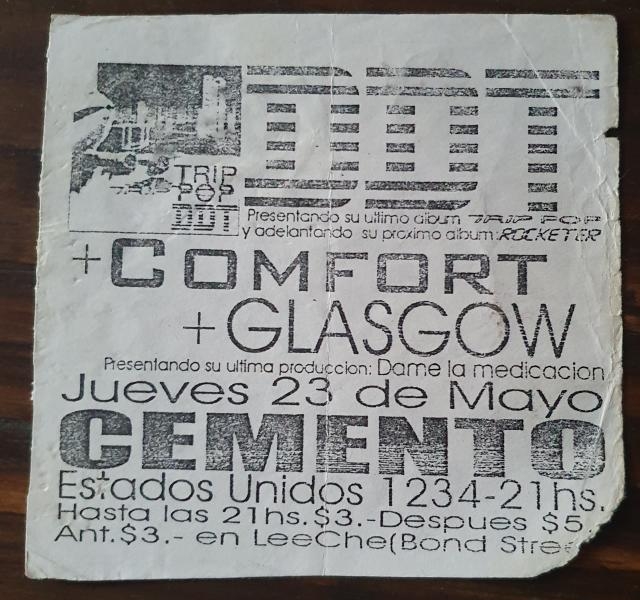 DDT
TRIP
POP
DDT
Presentando su ultimo album TRIP POP
y adelantando su proximo album:ROCKETER
+COMFORT
+GLASGOW
Presentando su ultima produccion: Dame la medicacion
Jueves 23 de Mayo
CEMENTO
Estados Unidos 1234-21hs.
Hasta las 21hs.$3.-Despues $5.
Ant.$3.- en LeeChe(Bond Stree